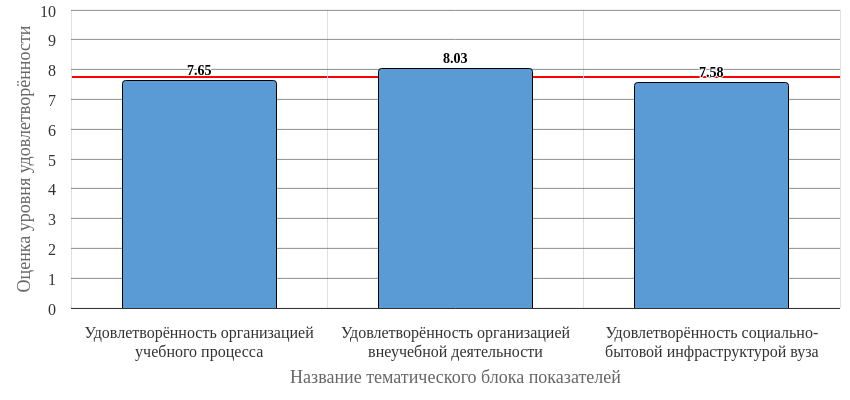 Оценка уровня удовлетворённости
10
9
8
7
6
5
4
3
2
1
0
7.65
8.03
7.58
Удовлетворённость организацией
учебного процесса
Удовлетворённость организацией
внеучебной деятельности
Удовлетворённость социально-
бытовой инфраструктурой вуза
Название тематического блока показателей